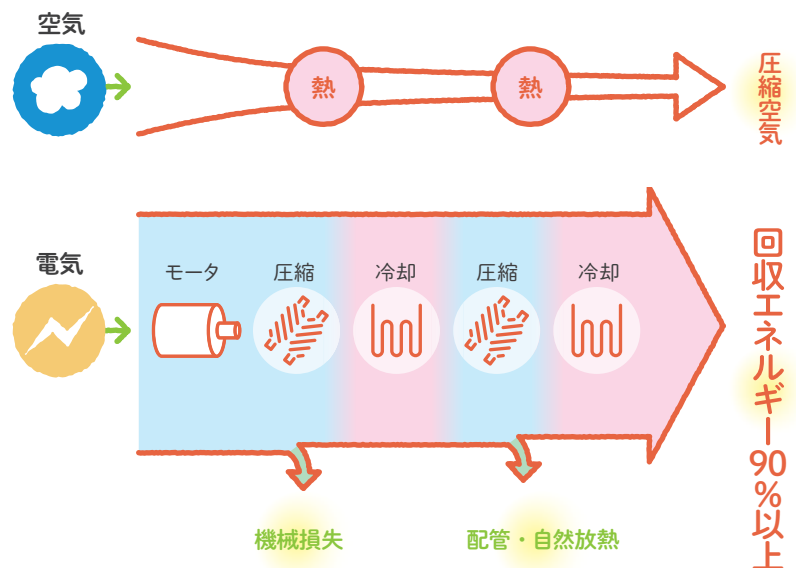 空気
熱
熱
圧縮空気
電気
モータ
圧縮
冷却
圧縮
冷却
回収エネルギー90%以上
機械損失
配管・自然放熱